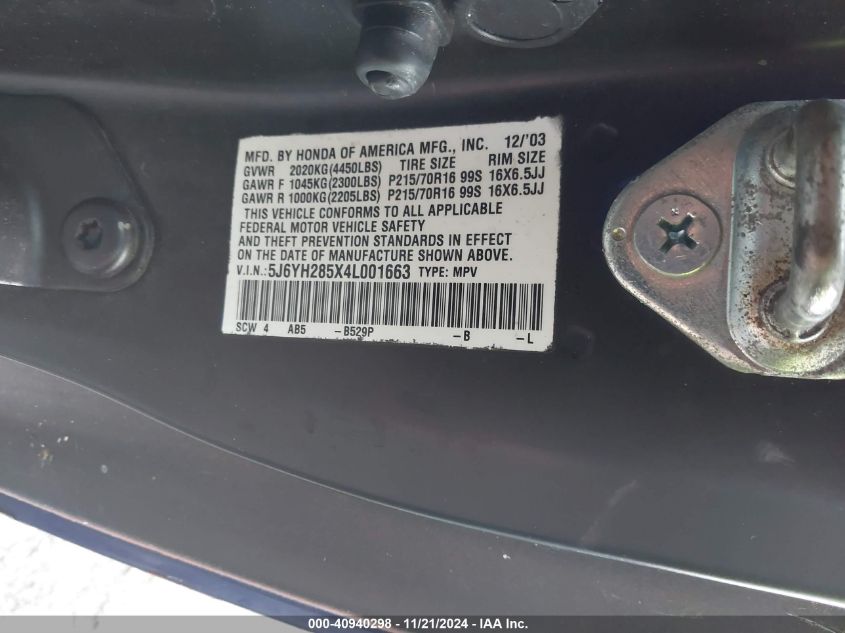 MFD. BY HONDA OF AMERICA MFG., INC. 12/'03
GVWR 2020KG(4450LBS) TIRE SIZE RIM SIZE
GAWR F 1045KG(2300LBS) P215/70R16 99S 16X6.5JJ
GAWR R 1000KG(2205LBS) P215/70R16 99S 16X6.5JJ
THIS VEHICLE CONFORMS TO ALL APPLICABLE
FEDERAL MOTOR VEHICLE SAFETY
AND THEFT PREVENTION STANDARDS IN EFFECT
ON THE DATE OF MANUFACTURE SHOWN ABOVE.
V.I.N.: 5J6YH285X4L001663 TYPE: MPV
SCW 4 AB5 -B529P -B -L
000-40940298 - 11/21/2024 - IAA Inc.